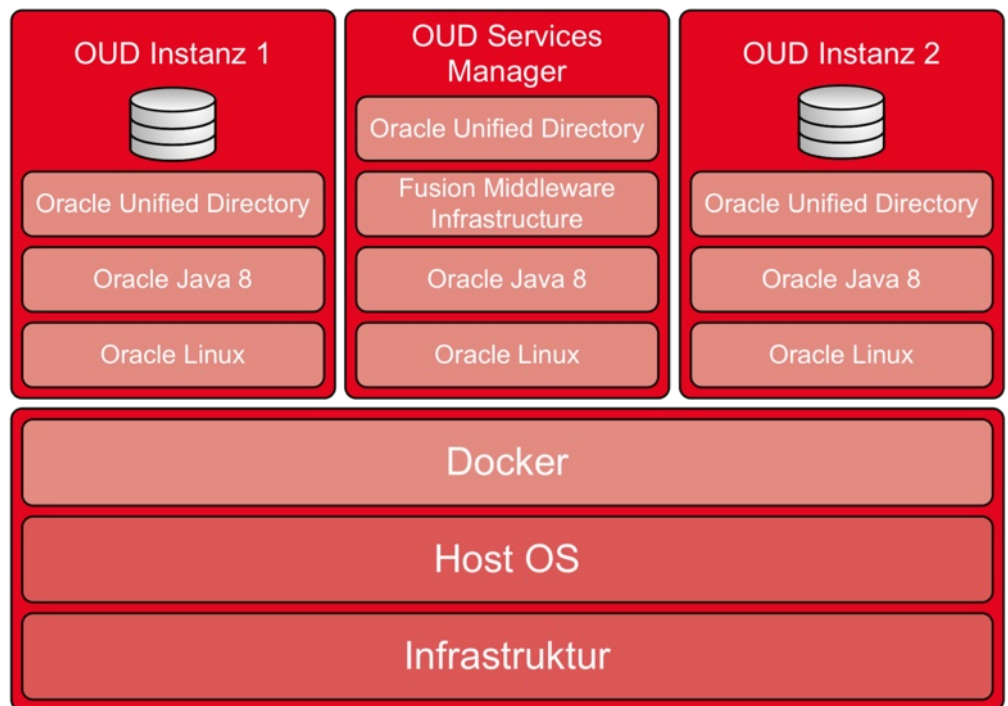 OUD Instanz 1
Oracle Unified Directory
Oracle Java 8
Oracle Linux
OUD Services
Manager
Oracle Unified Directory
Fusion Middleware
Infrastructure
Oracle Java 8
Oracle Linux
OUD Instanz 2
Oracle Unified Directory
Oracle Java 8
Oracle Linux
Docker
Host OS
Infrastruktur